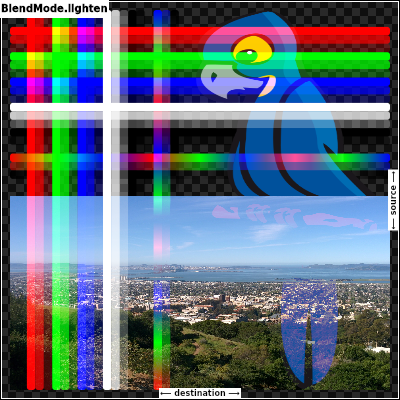 BlendMode.lighten
← source →
← destination →